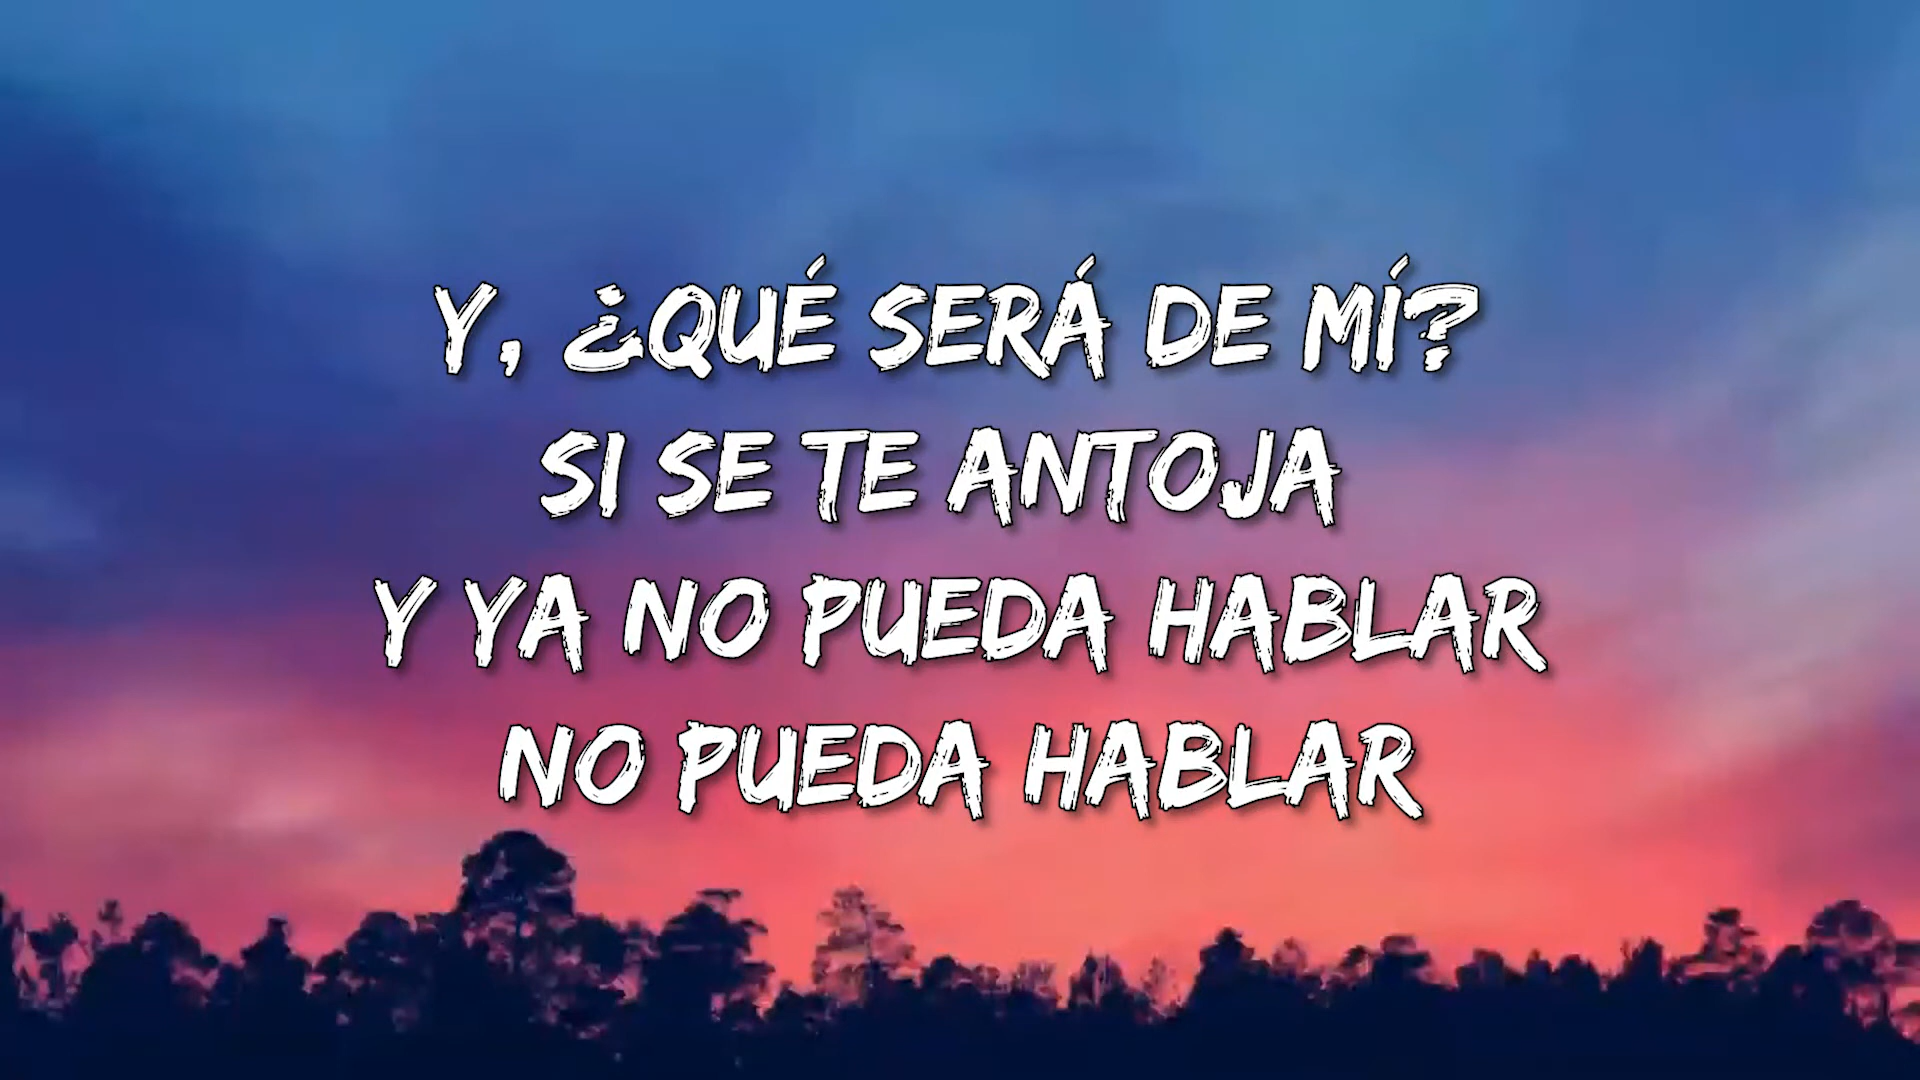 Y, ¿QUÉ SERÁ DE MÍ?
SI SE TE ANTOJA
Y YA NO PUEDA HABLAR
NO PUEDA HABLAR